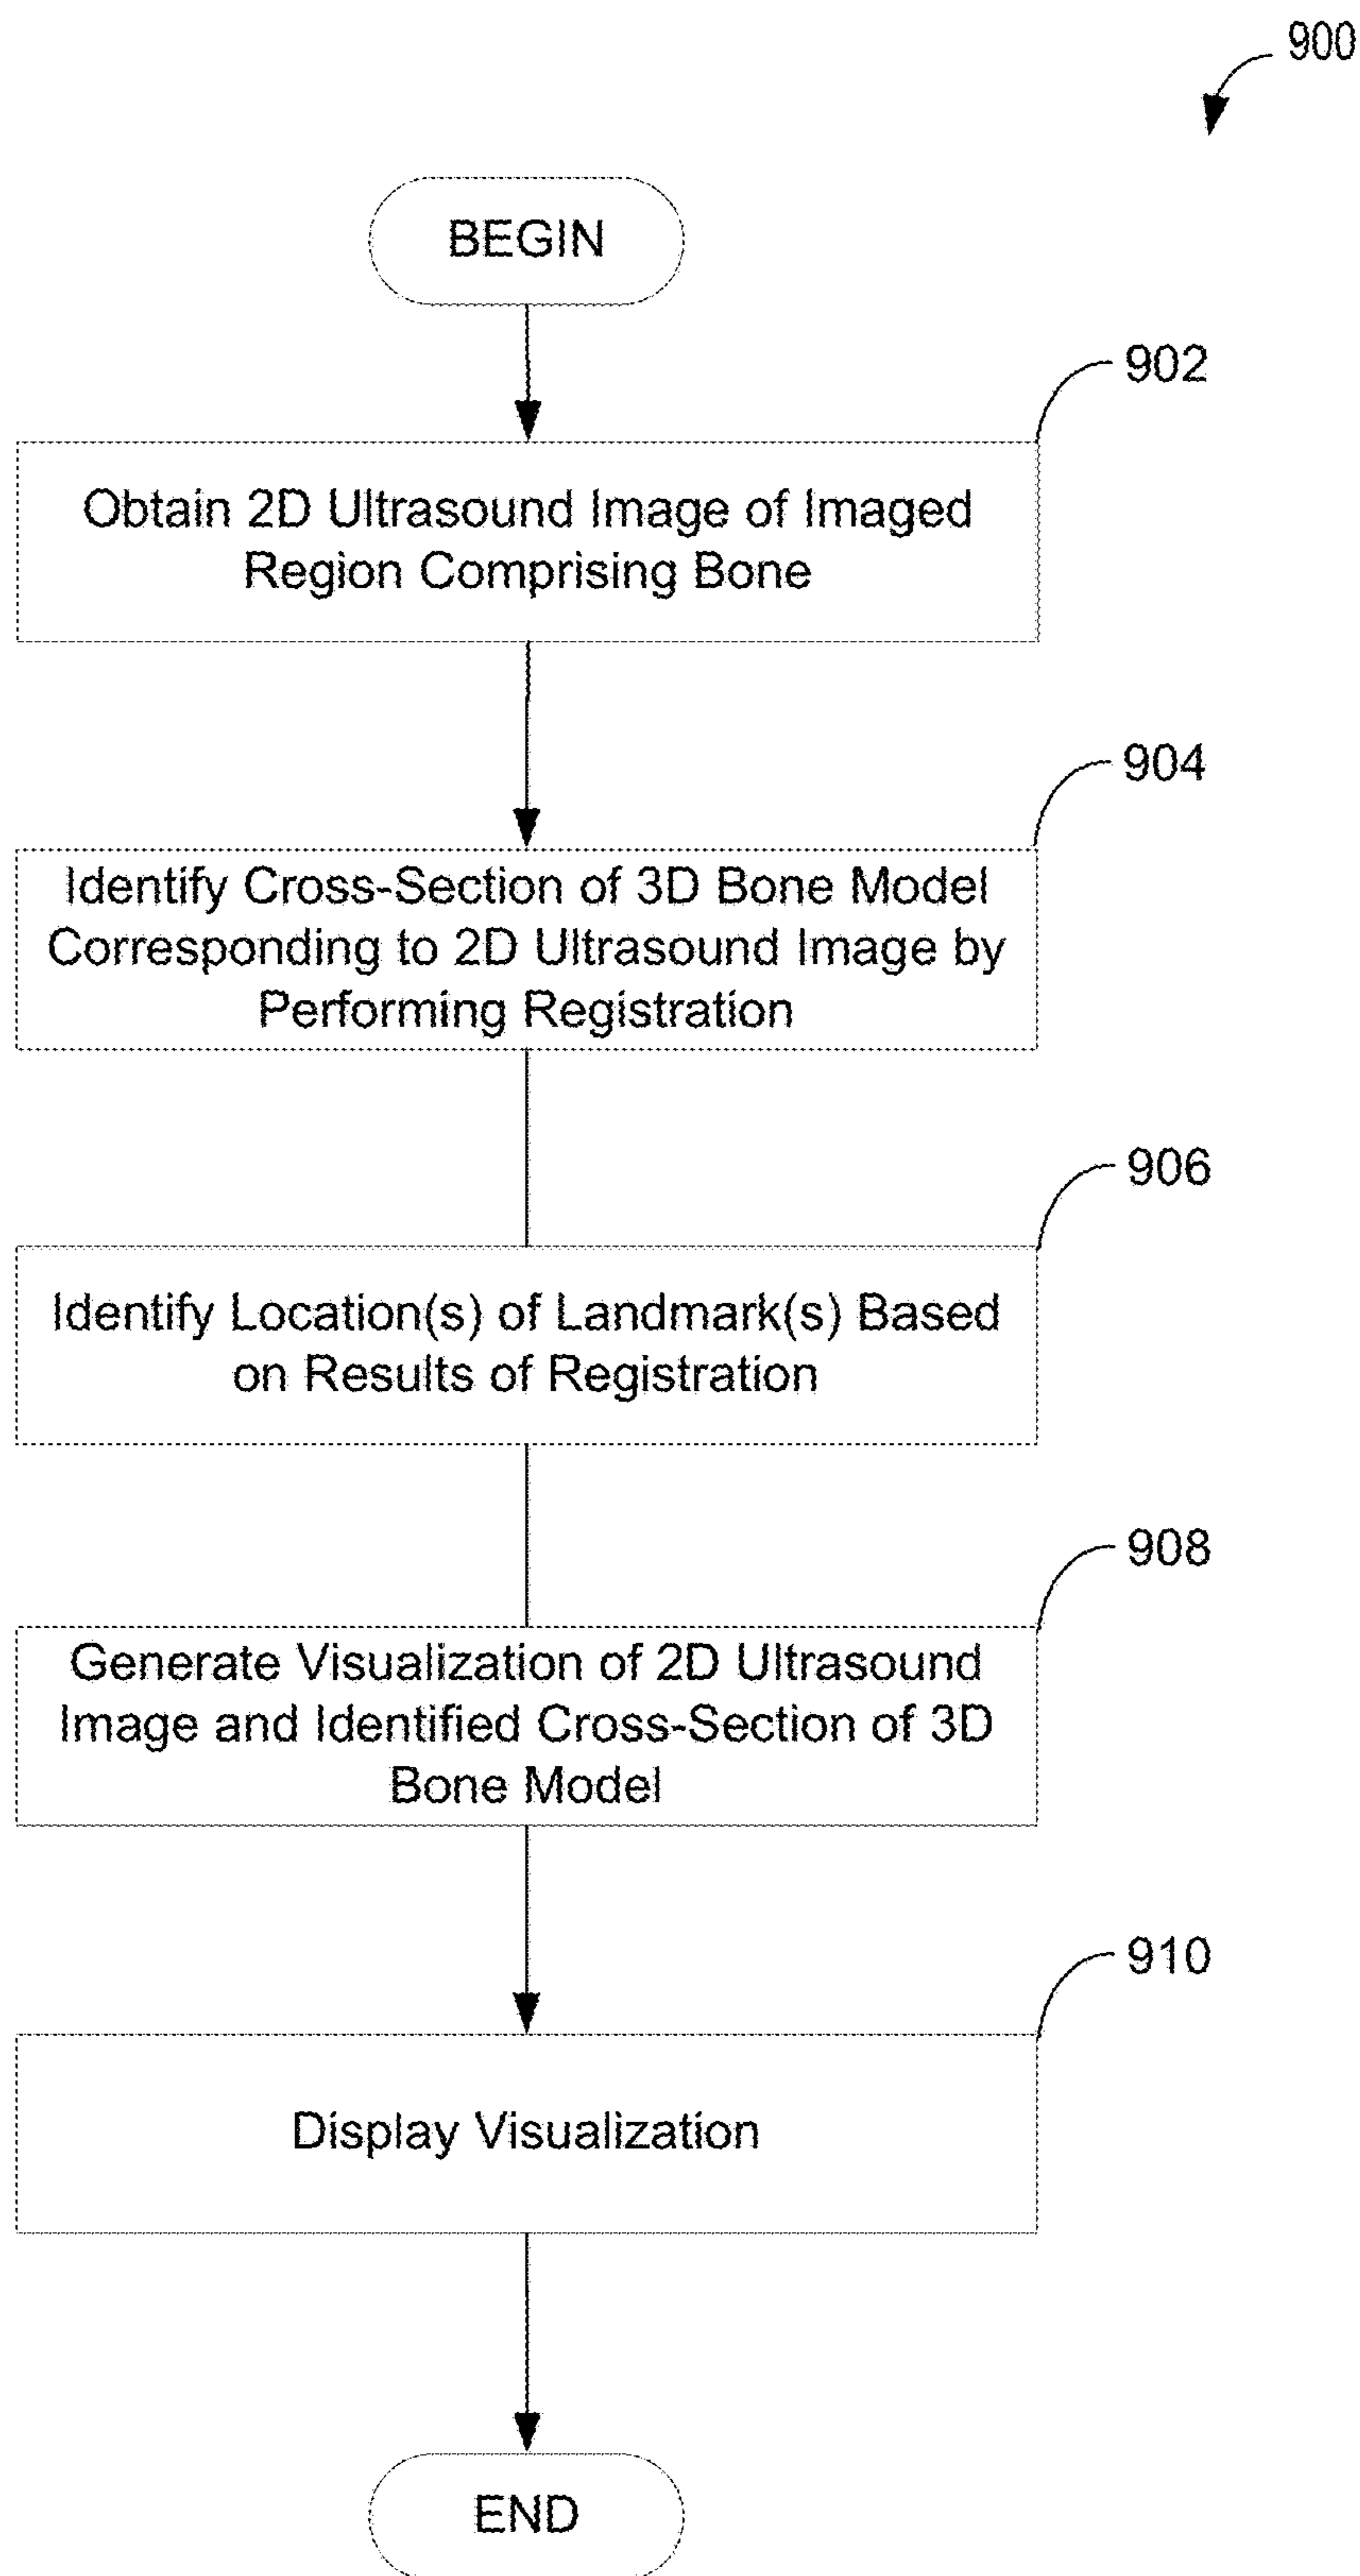 900
BEGIN
902
Obtain 2D Ultrasound Image of Imaged
Region Comprising Bone
904
Identify Cross-Section of 3D Bone Model
Corresponding to 2D Ultrasound Image by
Performing Registration
906
Identify Location(s) of Landmark(s) Based
on Results of Registration
908
Generate Visualization of 2D Ultrasound
Image and Identified Cross-Section of 3D
Bone Model
910
Display Visualization
END